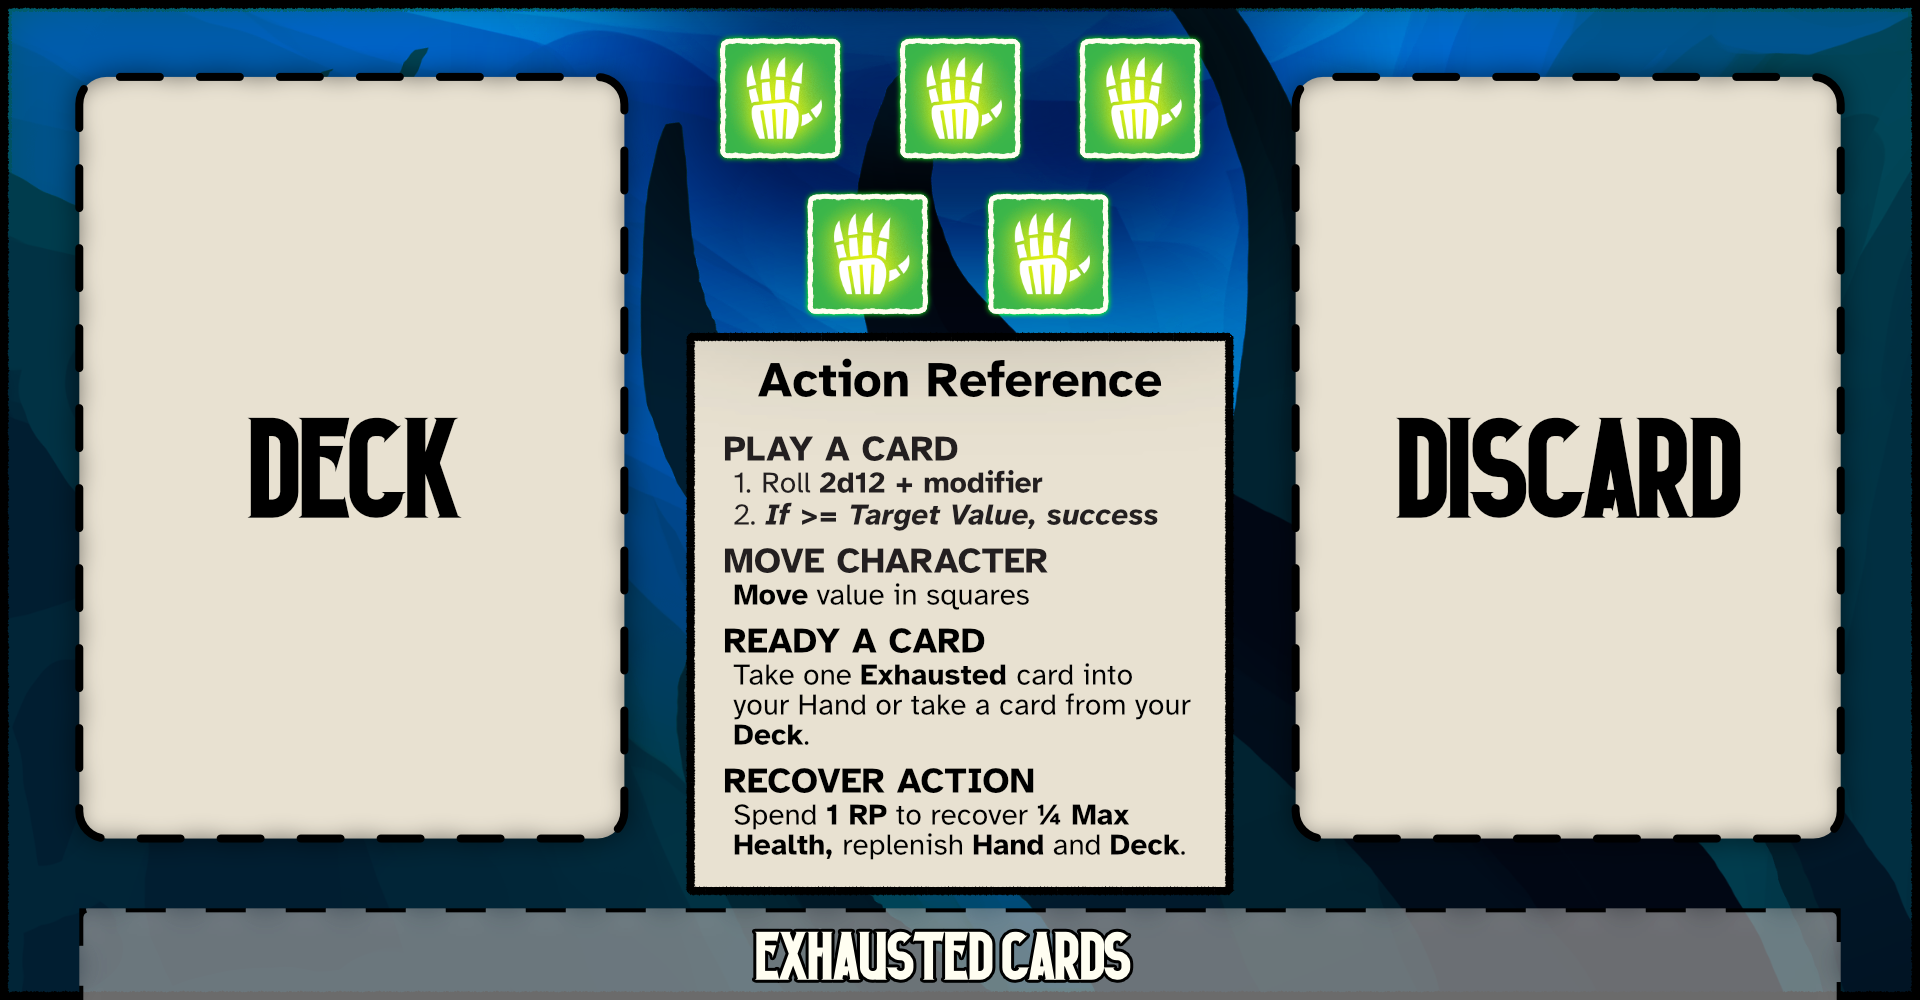 DECK
Action Reference
PLAY A CARD
1. Roll 2d12 + modifier
2. If >= Target Value, success
MOVE CHARACTER
Move value in squares
READY A CARD
Take one Exhausted card into
your Hand or take a card from your
Deck.
RECOVER ACTION
Spend 1 RP to recover ¼ Max
Health, replenish Hand and Deck.
DISCARD
EXHAUSTED CARDS